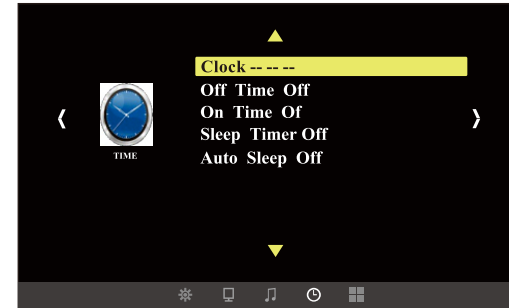 Clock -- -- --
Off Time Off
On Time Of
Sleep Timer Off
Auto Sleep Off
TIME